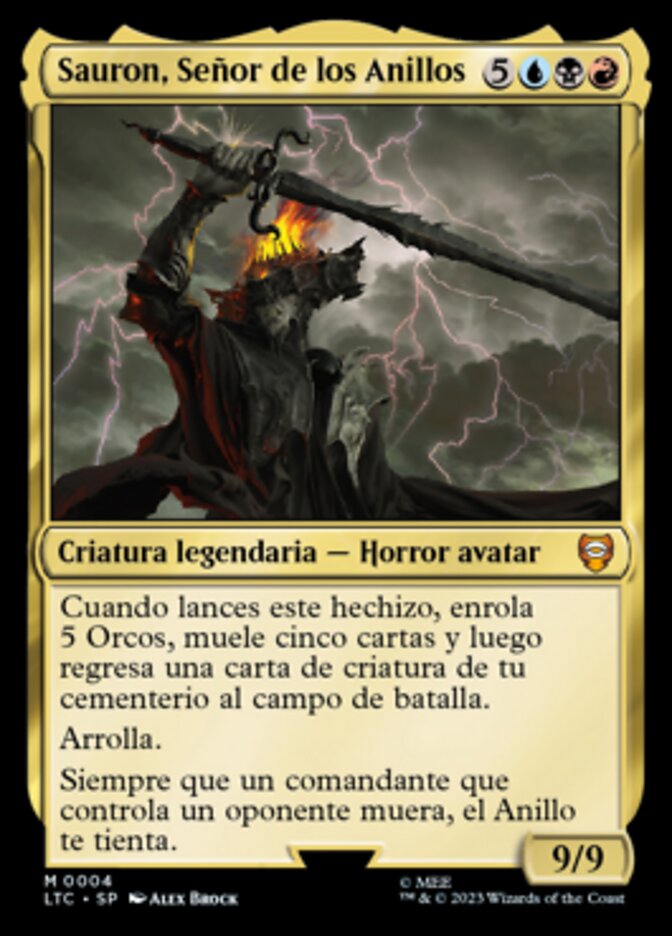 Sauron, Señor de los Anillos 5
Criatura legendaria — Horror avatar
Cuando lances este hechizo, enrola
5 Orcos, muele cinco cartas y luego
regresa una carta de criatura de tu
cementerio al campo de batalla.
Arrolla.
Siempre que un comandante que
controla un oponente muera, el Anillo
te tienta.
9/9
M 0004
LTC • SP Alex Brock
© MEE
™ & © 2023 Wizards of the Coast